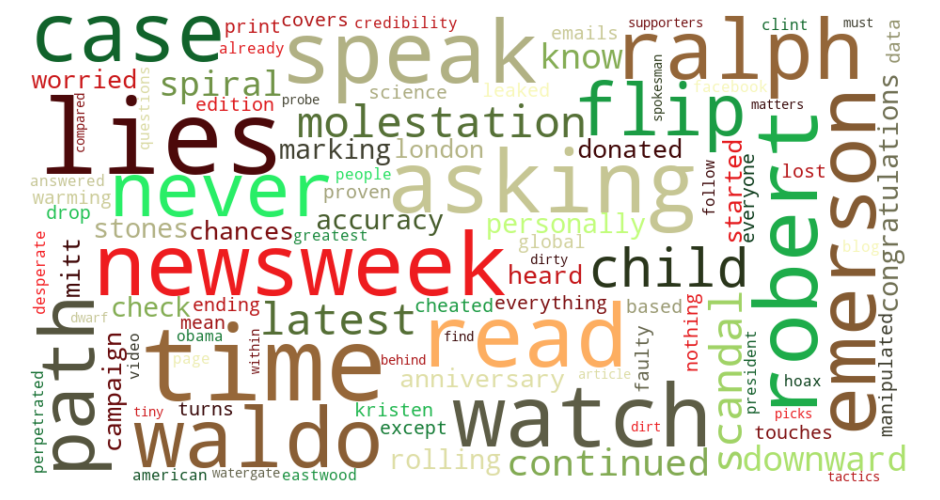 case
print
covers
credibility
already
speak
emails
know
supporters
ralph
clint
must
data
worried
spiral
edition
probe
science
leaked
facebook
spokesman
matters
lies
compared
questions
molestation
flip
marking
london
donated
started
everyone
robert
lost
emerson
congratulations
answered
warming
never
people
proven
asking
follow
drop
stones
chances
greatest
accuracy
personally
global
dirty
heard
child
blog
desperate
mitt
newsweek
check
ending
mean
latest
cheated
everything
based
nothing
scandal
path
dwarf
campaign
video
time
obama
page
within
behind
read
find
article
faulty
president
hoax
manipulated
anniversary
perpetrated
tiny
turns
waldo
kristen
except
watch
dirt
picks
touches
rolling
continued
downward
american
watergate
eastwood
tactics